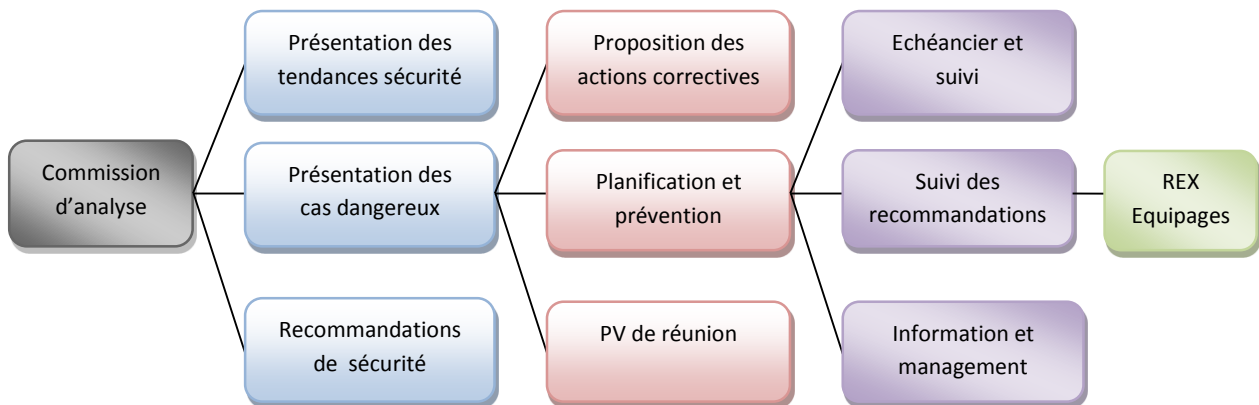 Commission
d’analyse
Présentation des
tendances sécurité
Présentation des
cas dangereux
Recommandations
de sécurité
Proposition des
actions correctives
Planification et
prévention
PV de réunion
Echéancier et
suivi
Suivi des
recommandations
Information et
management
REX
Equipages